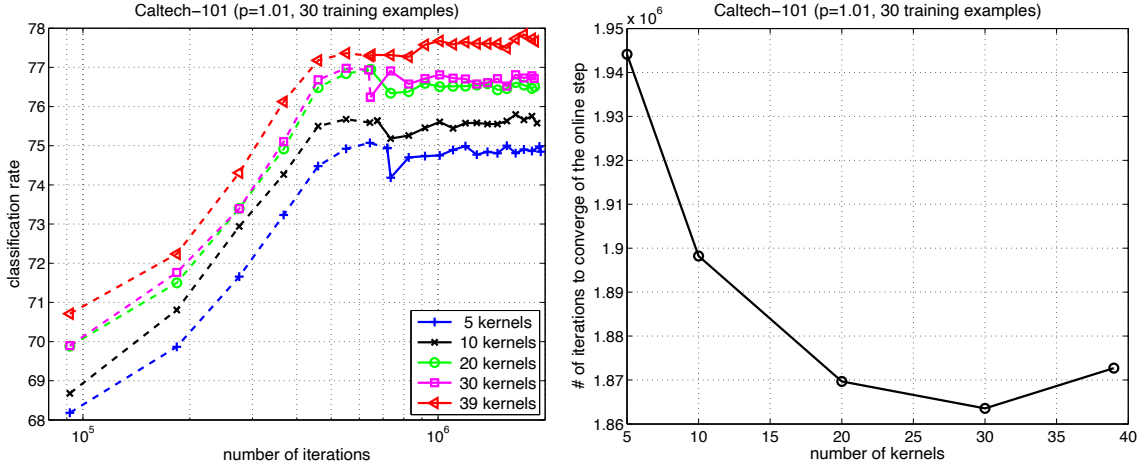 Caltech-101 (p=1.01, 30 training examples)
classification rate
78
77
76
75
74
73
72
71
70
69
68
10^5
10^6
number of iterations
5 kernels
10 kernels
20 kernels
30 kernels
39 kernels
Caltech-101 (p=1.01, 30 training examples)
x 10^6
# of iterations to converge of the online step
1.95
1.94
1.93
1.92
1.91
1.9
1.89
1.88
1.87
1.86
5
10
15
20
25
30
35
40
number of kernels